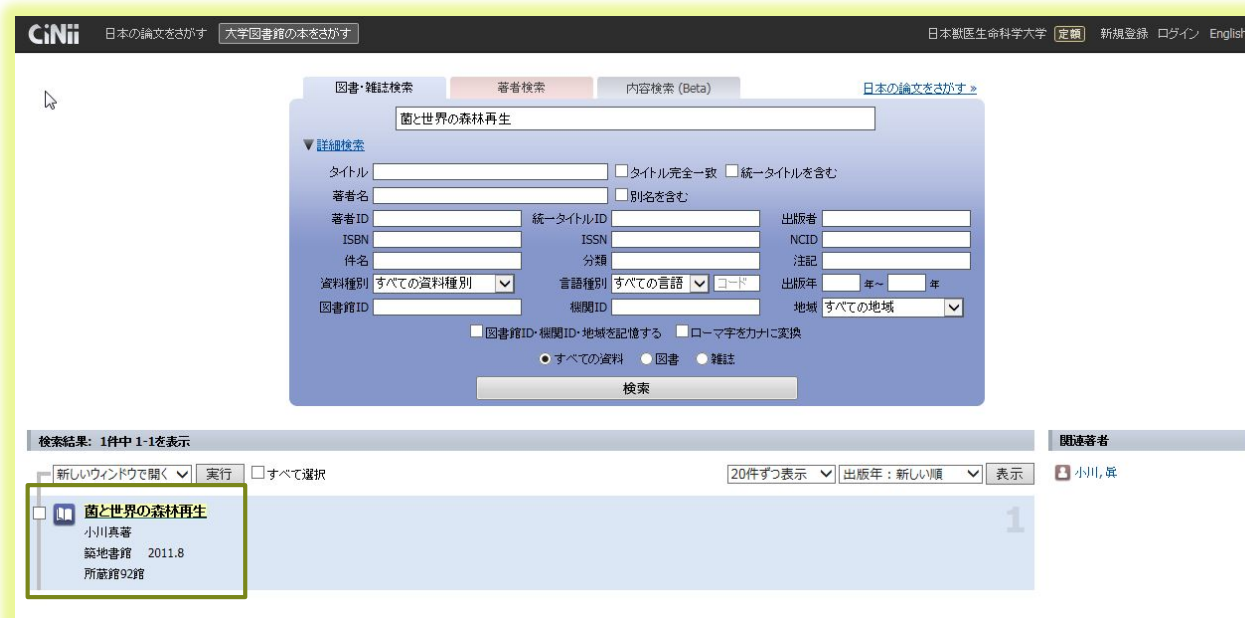 CiNii 日本の論文をさがす 大学図書館の本をさがす 日本獣医生命科学大学 定額 新規登録 ログイン English
図書・雑誌検索 著者検索 内容検索 (Beta) 日本の論文をさがす »
菌と世界の森林再生
▼詳細検索
タイトル タイトル完全一致 統一タイトルを含む
著者名 別名を含む
著者ID 統一タイトルID 出版者
ISBN ISSN NCID
件名 分類 注記
資料種別 すべての資料種別 言語種別 すべての言語 コード 出版年 年~ 年
図書館ID 機関ID 地域 すべての地域
図書館ID・機関ID・地域を記憶する ローマ字をカナに変換
すべての資料 図書 雑誌
検索
検索結果: 1件中 1-1を表示 関連著者
新しいウィンドウで開く 実行 すべて選択 20件ずつ表示 出版年:新しい順 表示 小川, 眞
菌と世界の森林再生 1
小川真著
築地書館 2011.8
所蔵館92館